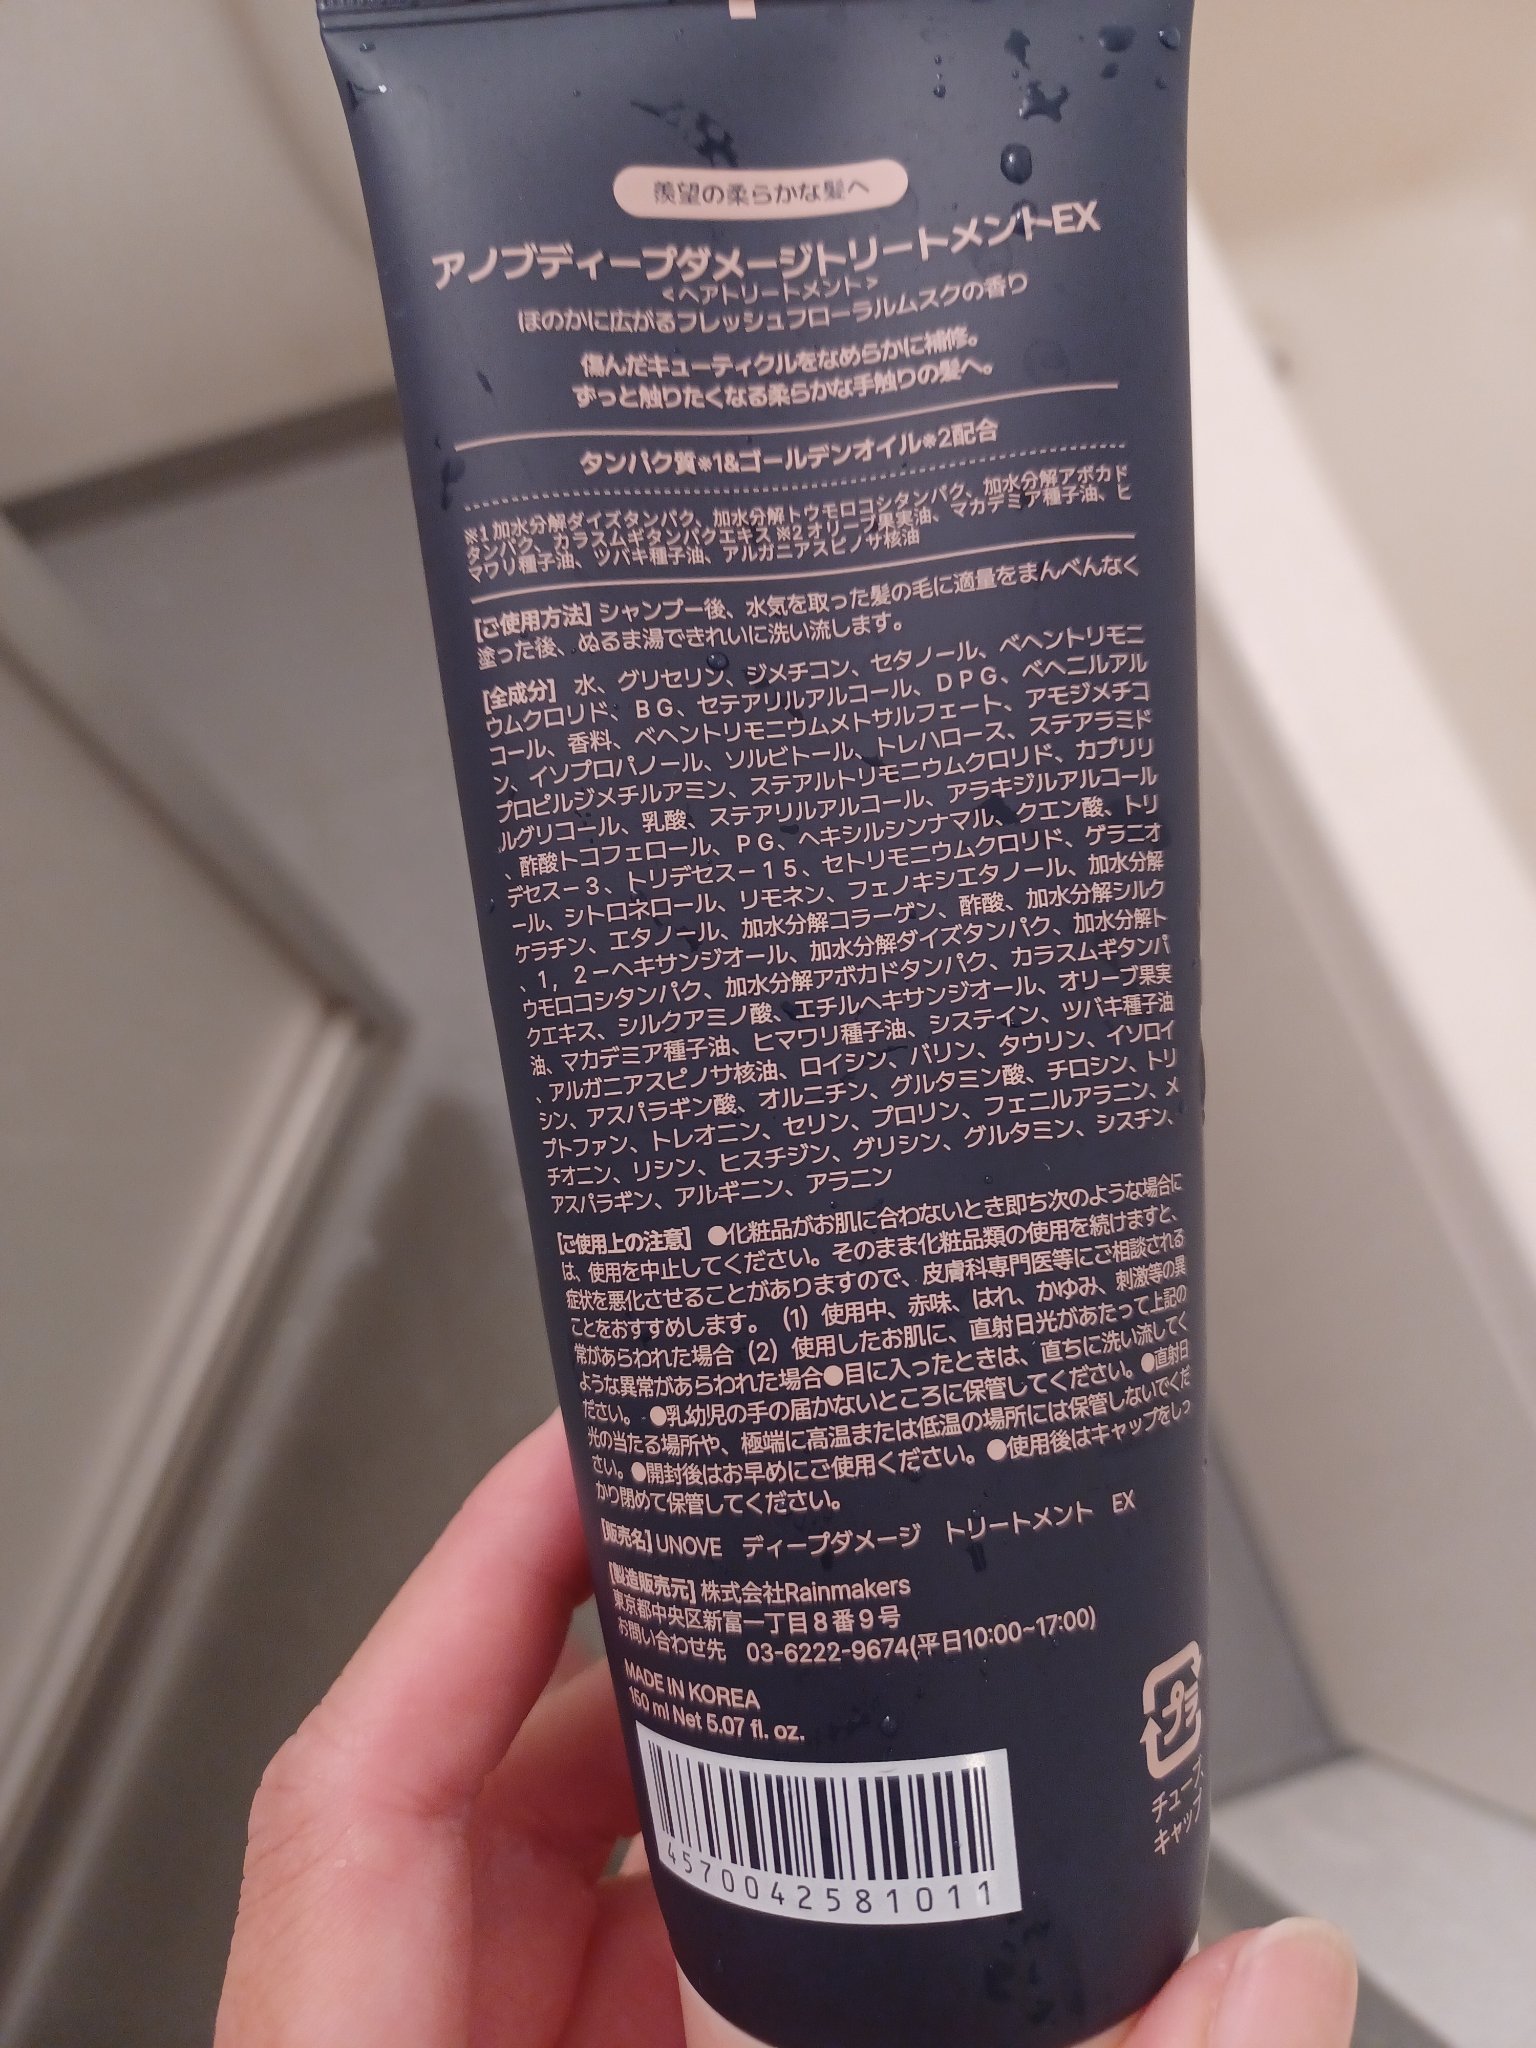 羨望の柔らかな髪へ
アノブディープダメージトリートメントEX
<ヘアトリートメント>
ほのかに広がるフレッシュフローラルムスクの香り
傷んだキューティクルをなめらかに補修。
ずっと触りたくなる柔らかな手触りの髪へ。
タンパク質※1&ゴールデンオイル※2配合
※1 加水分解ダイズタンパク、加水分解トウモロコシタンパク、加水分解アボカド
タンパク、カラスムギタンパクエキス ※2 オリーブ果実油、マカデミア種子油、ヒ
マワリ種子油、ツバキ種子油、アルガニアスピノサ核油
[ご使用方法] シャンプー後、水気を取った髪の毛に適量をまんべんなく
塗った後、ぬるま湯できれいに洗い流します。
[全成分] 水、グリセリン、ジメチコン、セタノール、ベヘントリモニ
ウムクロリド、BG、セテアリルアルコール、DPG、ベヘニルアル
コール、香料、ベヘントリモニウムメトサルフェート、アモジメチコ
ン、イソプロパノール、ソルビトール、トレハロース、ステアラミド
プロピルジメチルアミン、ステアルトリモニウムクロリド、カプリリ
ルグリコール、乳酸、ステアリルアルコール、アラキジルアルコール
、酢酸トコフェロール、PG、ヘキシルシンナマル、クエン酸、トリ
デセス－3、トリデセス－15、セトリモニウムクロリド、ゲラニオ
ール、シトロネロール、リモネン、フェノキシエタノール、加水分解
ケラチン、エタノール、加水分解コラーゲン、酢酸、加水分解シルク
、1，2－ヘキサンジオール、加水分解ダイズタンパク、加水分解ト
ウモロコシタンパク、加水分解アボカドタンパク、カラスムギタンパ
クエキス、シルクアミノ酸、エチルヘキサンジオール、オリーブ果実
油、マカデミア種子油、ヒマワリ種子油、システイン、ツバキ種子油
、アルガニアスピノサ核油、ロイシン、バリン、タウリン、イソロイ
シン、アスパラギン酸、オルニチン、グルタミン酸、チロシン、トリ
プトファン、トレオニン、セリン、プロリン、フェニルアラニン、メ
チオニン、リシン、ヒスチジン、グリシン、グルタミン、シスチン、
アスパラギン、アルギニン、アラニン
[ご使用上の注意] ●化粧品がお肌に合わないとき即ち次のような場合に
は、使用を中止してください。そのまま化粧品類の使用を続けますと、
症状を悪化させることがありますので、皮膚科専門医等にご相談される
ことをおすすめします。 (1) 使用中、赤味、はれ、かゆみ、刺激等の異
常があらわれた場合 (2) 使用したお肌に、直射日光があたって上記の
ような異常があらわれた場合●目に入ったときは、直ちに洗い流してく
ださい。 ●乳幼児の手の届かないところに保管してください。●直射日
光の当たる場所や、極端に高温または低温の場所には保管しないでくだ
さい。●開封後はお早めにご使用ください。●使用後はキャップをしっ
かり閉めて保管してください。
[販売名] UNOVE ディープダメージ トリートメント EX
[製造販売元] 株式会社Rainmakers
東京都中央区新富一丁目8番9号
お問い合わせ先 03-6222-9674(平日10:00~17:00)
MADE IN KOREA
150 ml Net 5.07 fl. oz.
プラ
チューブ
キャップ
4570042581011